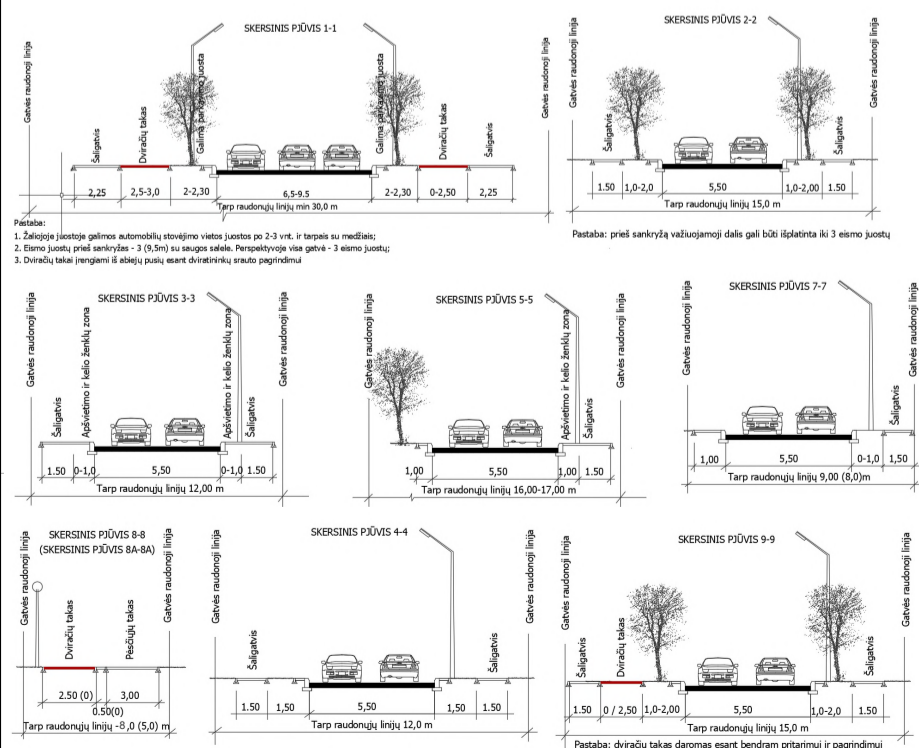 SKERSINIS PJŪVIS 1-1
Gatvės raudonoji linija
Šaligatvis
Dviračių takas
Galima parkavimo juosta
Galima parkavimo juosta
Dviračių takas
Šaligatvis
Gatvės raudonoji linija
2,25
2,5-3,0
2-2,30
6,5-9.5
2-2,30
0-2,50
2,25
Tarp raudonųjų linijų min 30,0 m
Pastaba:
1. Žaliojoje juostoje galimos automobilių stovėjimo vietos juostos po 2-3 vnt. ir tarpais su medžiais;
2. Eismo juostų prieš sankryžas - 3 (9,5m) su saugos salele. Perspektyvoje visa gatvė - 3 eismo juostų;
3. Dviračių takai įrengiami iš abiejų pusių esant dviratininkų srauto pagrindimui
SKERSINIS PJŪVIS 2-2
Gatvės raudonoji linija
Šaligatvis
Šaligatvis
Gatvės raudonoji linija
1.50
1,0-2,0
5,50
1,0-2,00
1.50
Tarp raudonųjų linijų 15,0 m
Pastaba: prieš sankryžą važiuojamoji dalis gali būti išplatinta iki 3 eismo juostų
SKERSINIS PJŪVIS 3-3
Gatvės raudonoji linija
Šaligatvis
Apšvietimo ir kelio ženklų zona
Apšvietimo ir kelio ženklų zona
Šaligatvis
Gatvės raudonoji linija
1.50
0-1,0
5,50
0-1,0
1.50
Tarp raudonųjų linijų 12,00 m
SKERSINIS PJŪVIS 5-5
Gatvės raudonoji linija
Apšvietimo ir kelio ženklų zona
Šaligatvis
Gatvės raudonoji linija
1,00
5,50
1,00
1.50
Tarp raudonųjų linijų 16,00-17,00 m
SKERSINIS PJŪVIS 7-7
Gatvės raudonoji linija
Šaligatvis
Gatvės raudonoji linija
1,00
5,50
0-1,0
1,50
Tarp raudonųjų linijų 9,00 (8,0)m
SKERSINIS PJŪVIS 8-8
(SKERSINIS PJŪVIS 8A-8A)
Gatvės raudonoji linija
Dviračių takas
Pėsčiųjų takas
Gatvės raudonoji linija
2.50 (0)
3,00
0.50(0)
Tarp raudonųjų linijų -8,0 (5,0) m
SKERSINIS PJŪVIS 4-4
Gatvės raudonoji linija
Šaligatvis
Šaligatvis
Gatvės raudonoji linija
1.50
1,50
5,50
1,50
1.50
Tarp raudonųjų linijų 12,0 m
SKERSINIS PJŪVIS 9-9
Gatvės raudonoji linija
Šaligatvis
Dviračių takas
Šaligatvis
Gatvės raudonoji linija
1.50
0 / 2,50
1,0-2,00
5,50
1,0-2,0
1.50
Tarp raudonųjų linijų 15,0 m
Pastaba: dviračių takas daromas esant bendram pritarimui ir pagrindimui